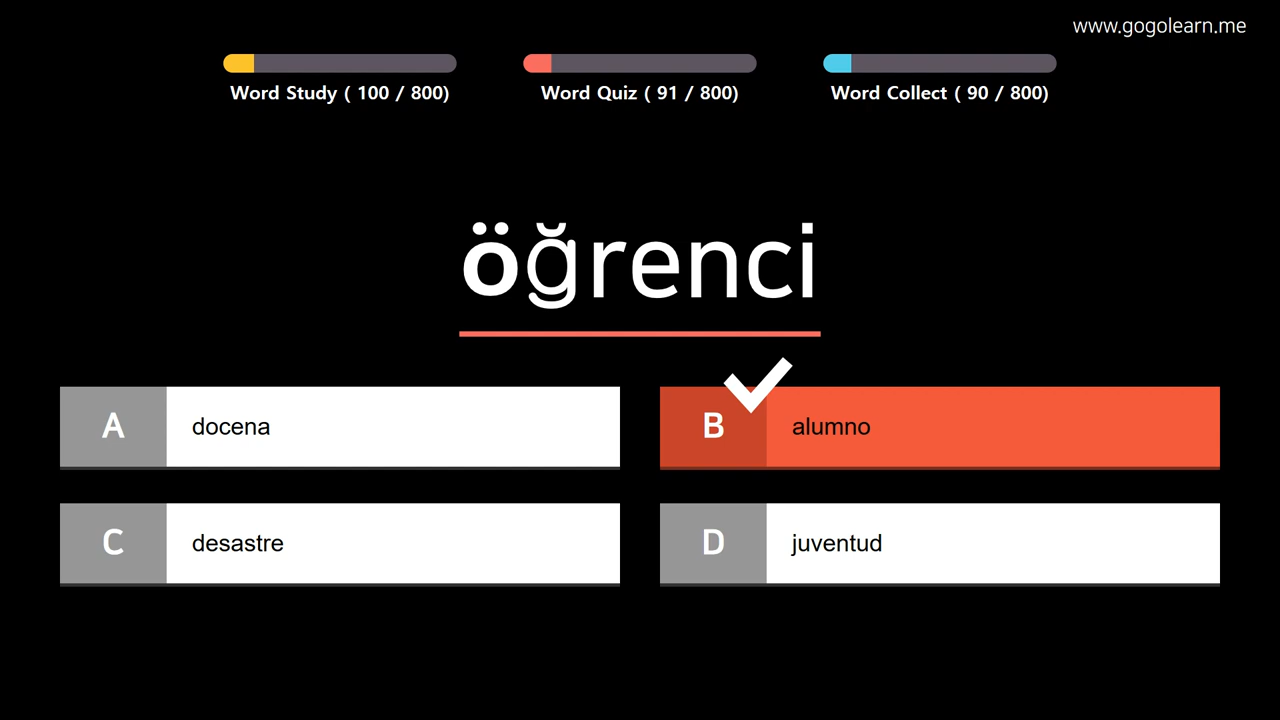 www.gogolearn.me
Word Study ( 100 / 800)
Word Quiz ( 91 / 800)
Word Collect ( 90 / 800)
öğrenci
A docena
B alumno
C desastre
D juventud